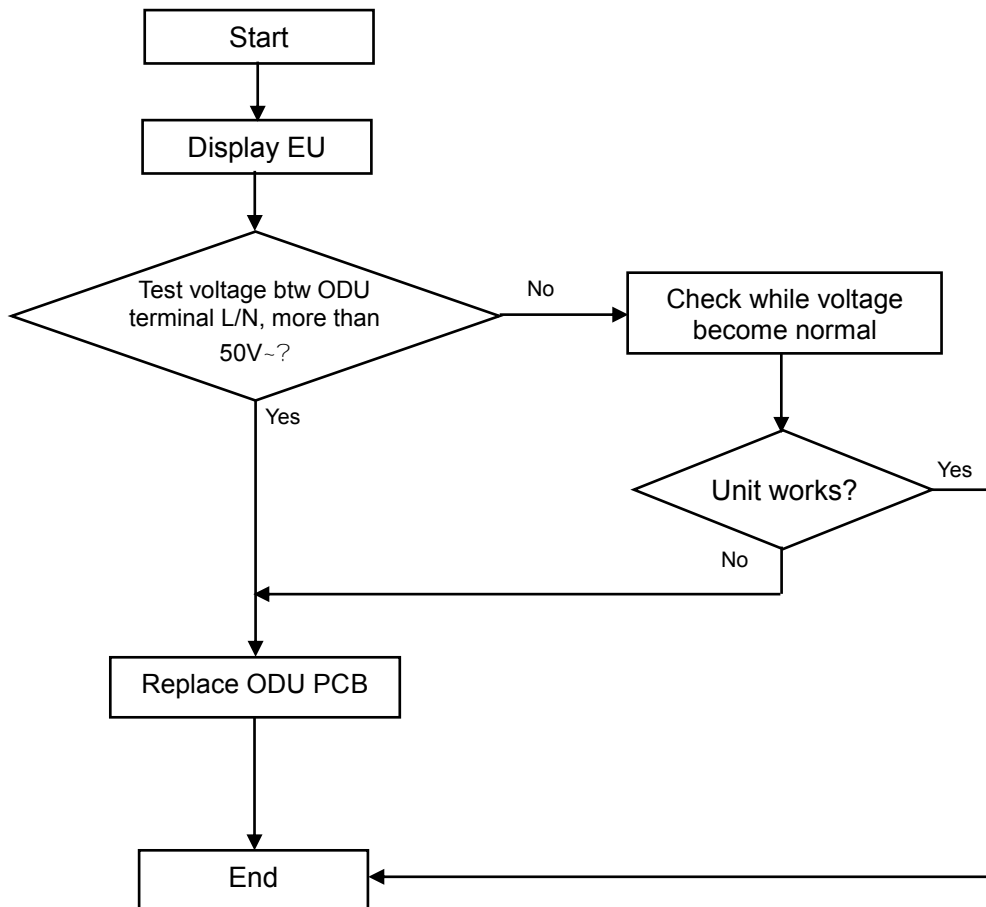 Start
Display EU
Test voltage btw ODU
terminal L/N, more than
50V~?
No
Check while voltage
become normal
Yes
Unit works?
Yes
No
Replace ODU PCB
End